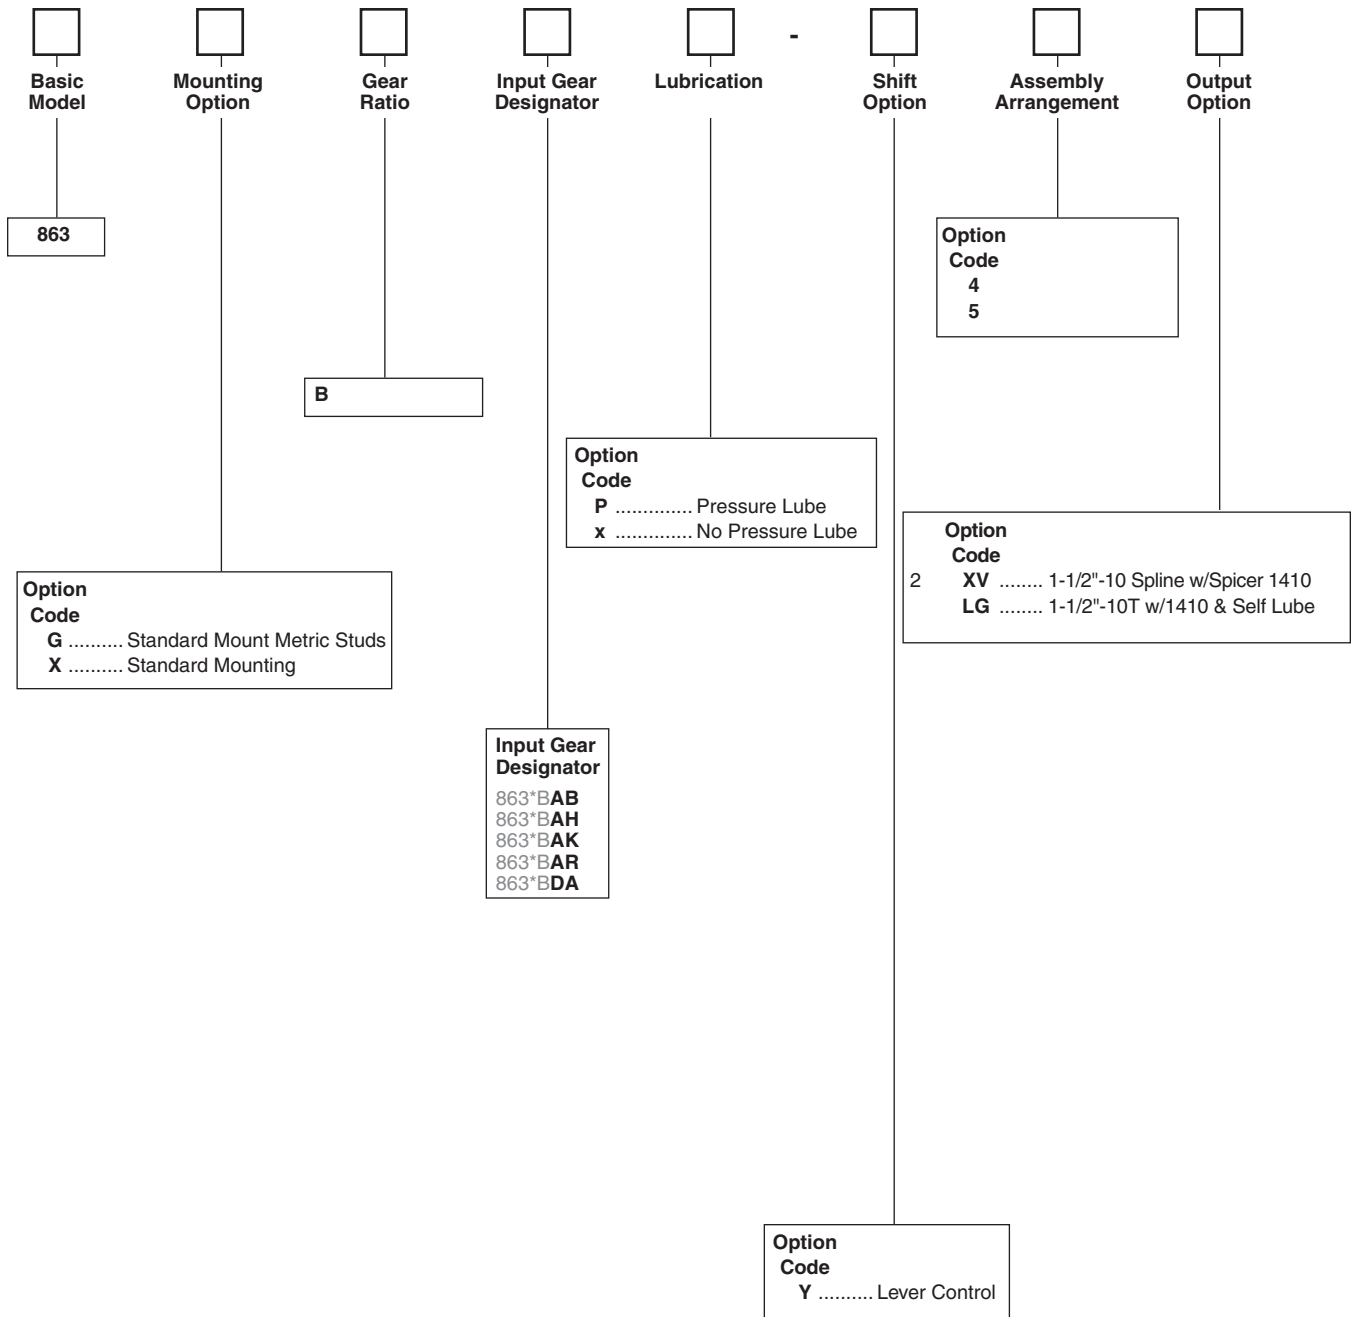 -
Basic Model
Mounting Option
Gear Ratio
Input Gear Designator
Lubrication
Shift Option
Assembly Arrangement
Output Option
863
Option
Code
4
5
B
Option
Code
P .............. Pressure Lube
x .............. No Pressure Lube
Option
Code
2 XV ........ 1-1/2"-10 Spline w/Spicer 1410
LG ........ 1-1/2"-10T w/1410 & Self Lube
Option
Code
G .......... Standard Mount Metric Studs
X .......... Standard Mounting
Input Gear
Designator
863*BAB
863*BAH
863*BAK
863*BAR
863*BDA
Option
Code
Y .......... Lever Control